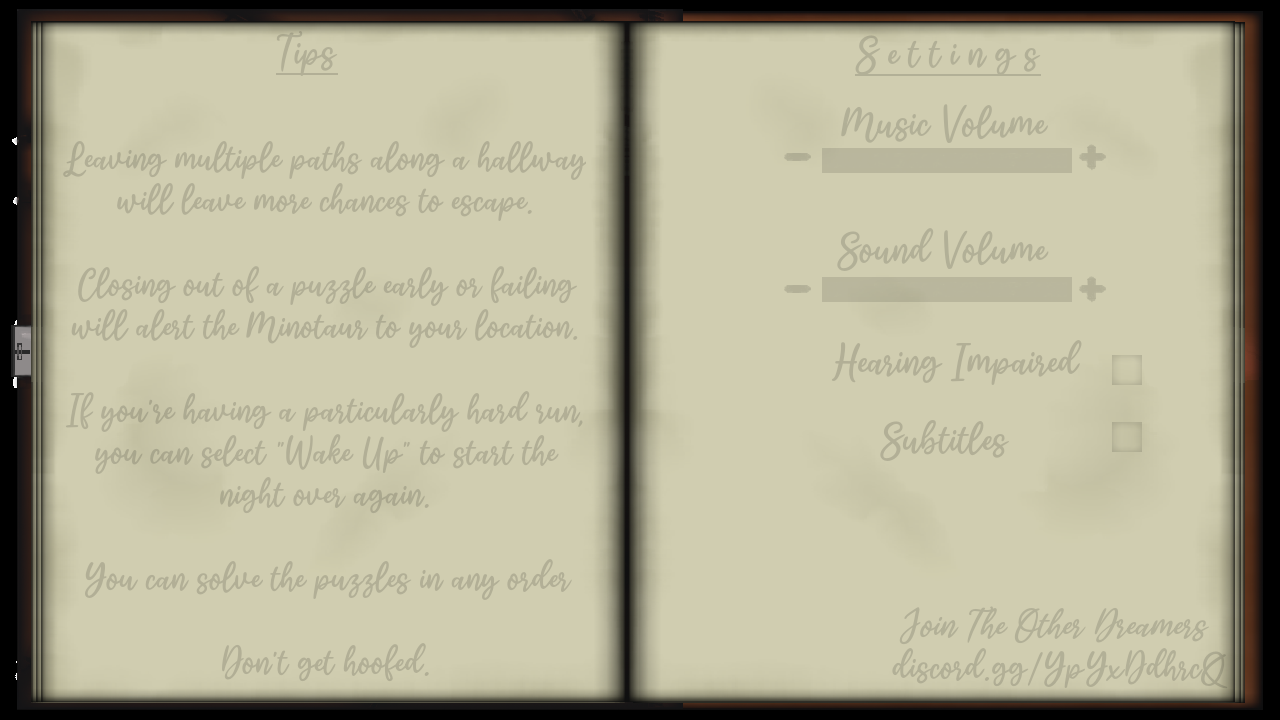 Tips
Leaving multiple paths along a hallway
will leave more chances to escape.
Closing out of a puzzle early or failing
will alert the Minotaur to your location.
If you're having a particularly hard run,
you can select "Wake Up" to start the
night over again.
You can solve the puzzles in any order
Don't get hoofed.
Settings
Music Volume
Sound Volume
Hearing Impaired
Subtitles
Join The Other Dreamers
discord.gg/YpYxDdhrcQ